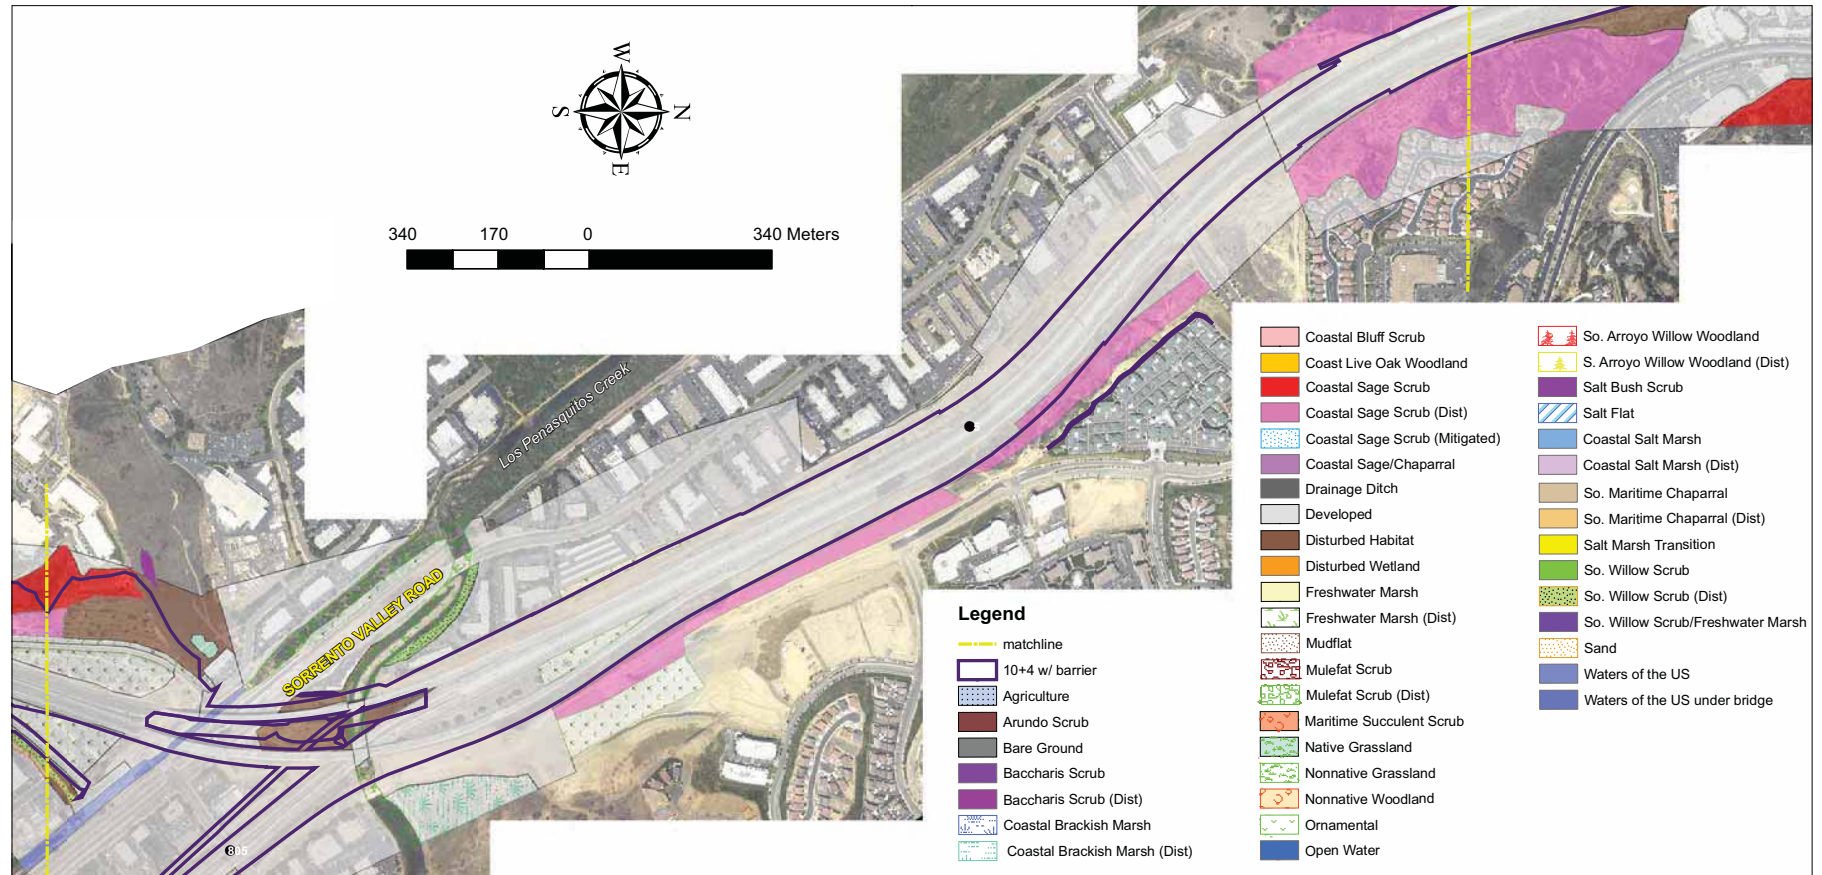 W
S
N
E
340 170 0 340 Meters
Los Penasquitos Creek
SORRENTO VALLEY ROAD
805
Legend
matchline
10+4 w/ barrier
Agriculture
Arundo Scrub
Bare Ground
Baccharis Scrub
Baccharis Scrub (Dist)
Coastal Brackish Marsh
Coastal Brackish Marsh (Dist)
Coastal Bluff Scrub
Coast Live Oak Woodland
Coastal Sage Scrub
Coastal Sage Scrub (Dist)
Coastal Sage Scrub (Mitigated)
Coastal Sage/Chaparral
Drainage Ditch
Developed
Disturbed Habitat
Disturbed Wetland
Freshwater Marsh
Freshwater Marsh (Dist)
Mudflat
Mulefat Scrub
Mulefat Scrub (Dist)
Maritime Succulent Scrub
Native Grassland
Nonnative Grassland
Nonnative Woodland
Ornamental
Open Water
So. Arroyo Willow Woodland
S. Arroyo Willow Woodland (Dist)
Salt Bush Scrub
Salt Flat
Coastal Salt Marsh
Coastal Salt Marsh (Dist)
So. Maritime Chaparral
So. Maritime Chaparral (Dist)
Salt Marsh Transition
So. Willow Scrub
So. Willow Scrub (Dist)
So. Willow Scrub/Freshwater Marsh
Sand
Waters of the US
Waters of the US under bridge